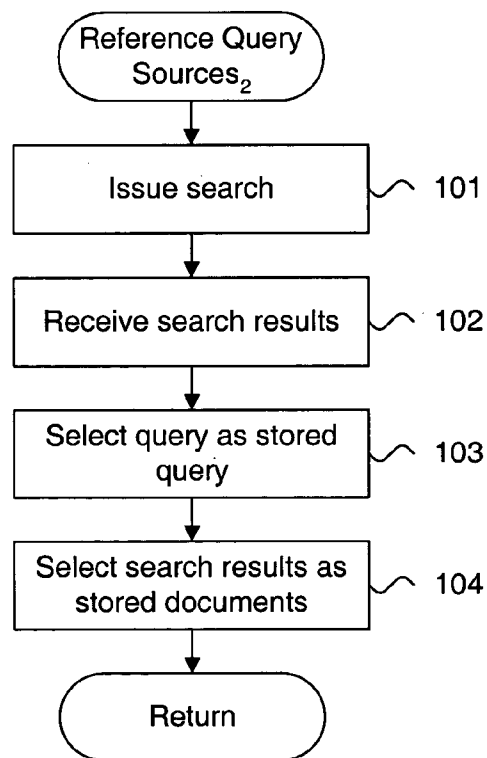 Reference Query
Sources₂
Issue search
101
Receive search results
102
Select query as stored
query
103
Select search results as
stored documents
104
Return